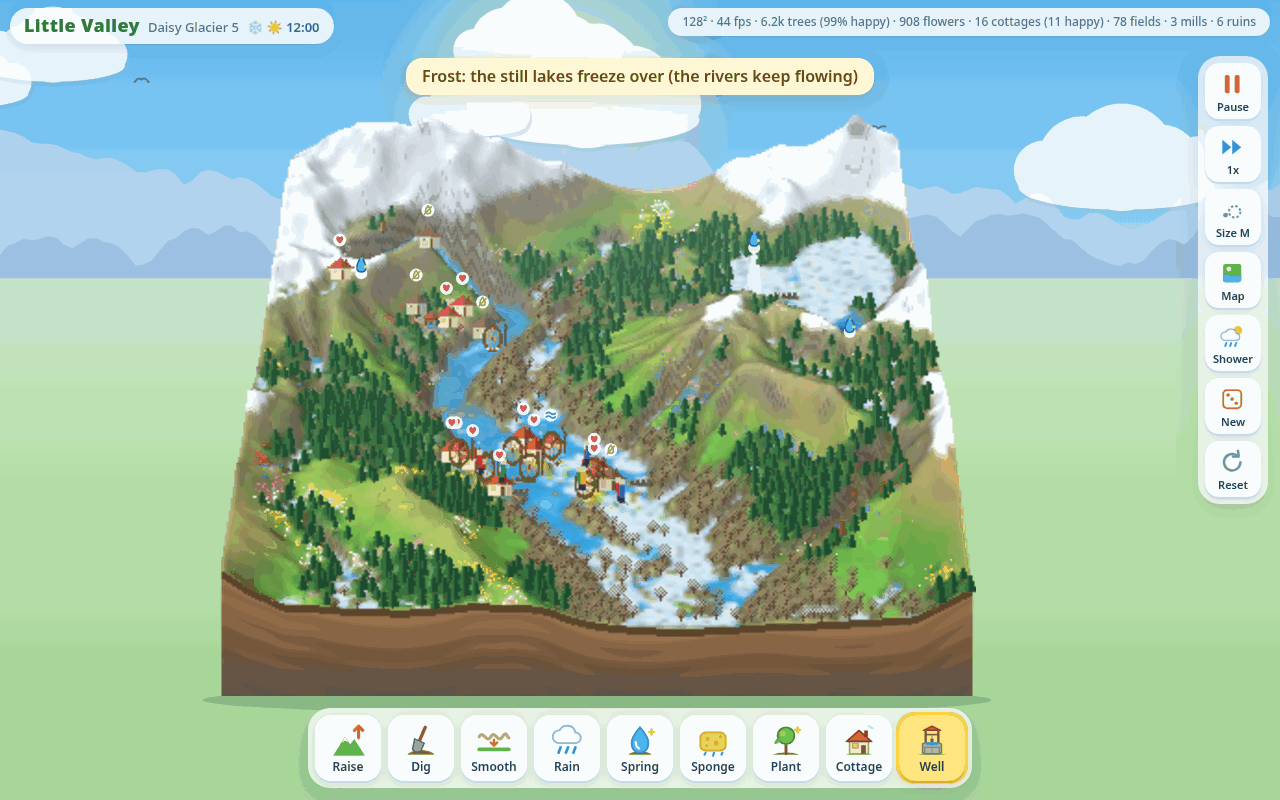 Little Valley Daisy Glacier 5 12:00
128² · 44 fps · 6.2k trees (99% happy) · 908 flowers · 16 cottages (11 happy) · 78 fields · 3 mills · 6 ruins
Frost: the still lakes freeze over (the rivers keep flowing)
Pause
1x
Size M
Map
Shower
New
Reset
Raise Dig Smooth Rain Spring Sponge Plant Cottage Well